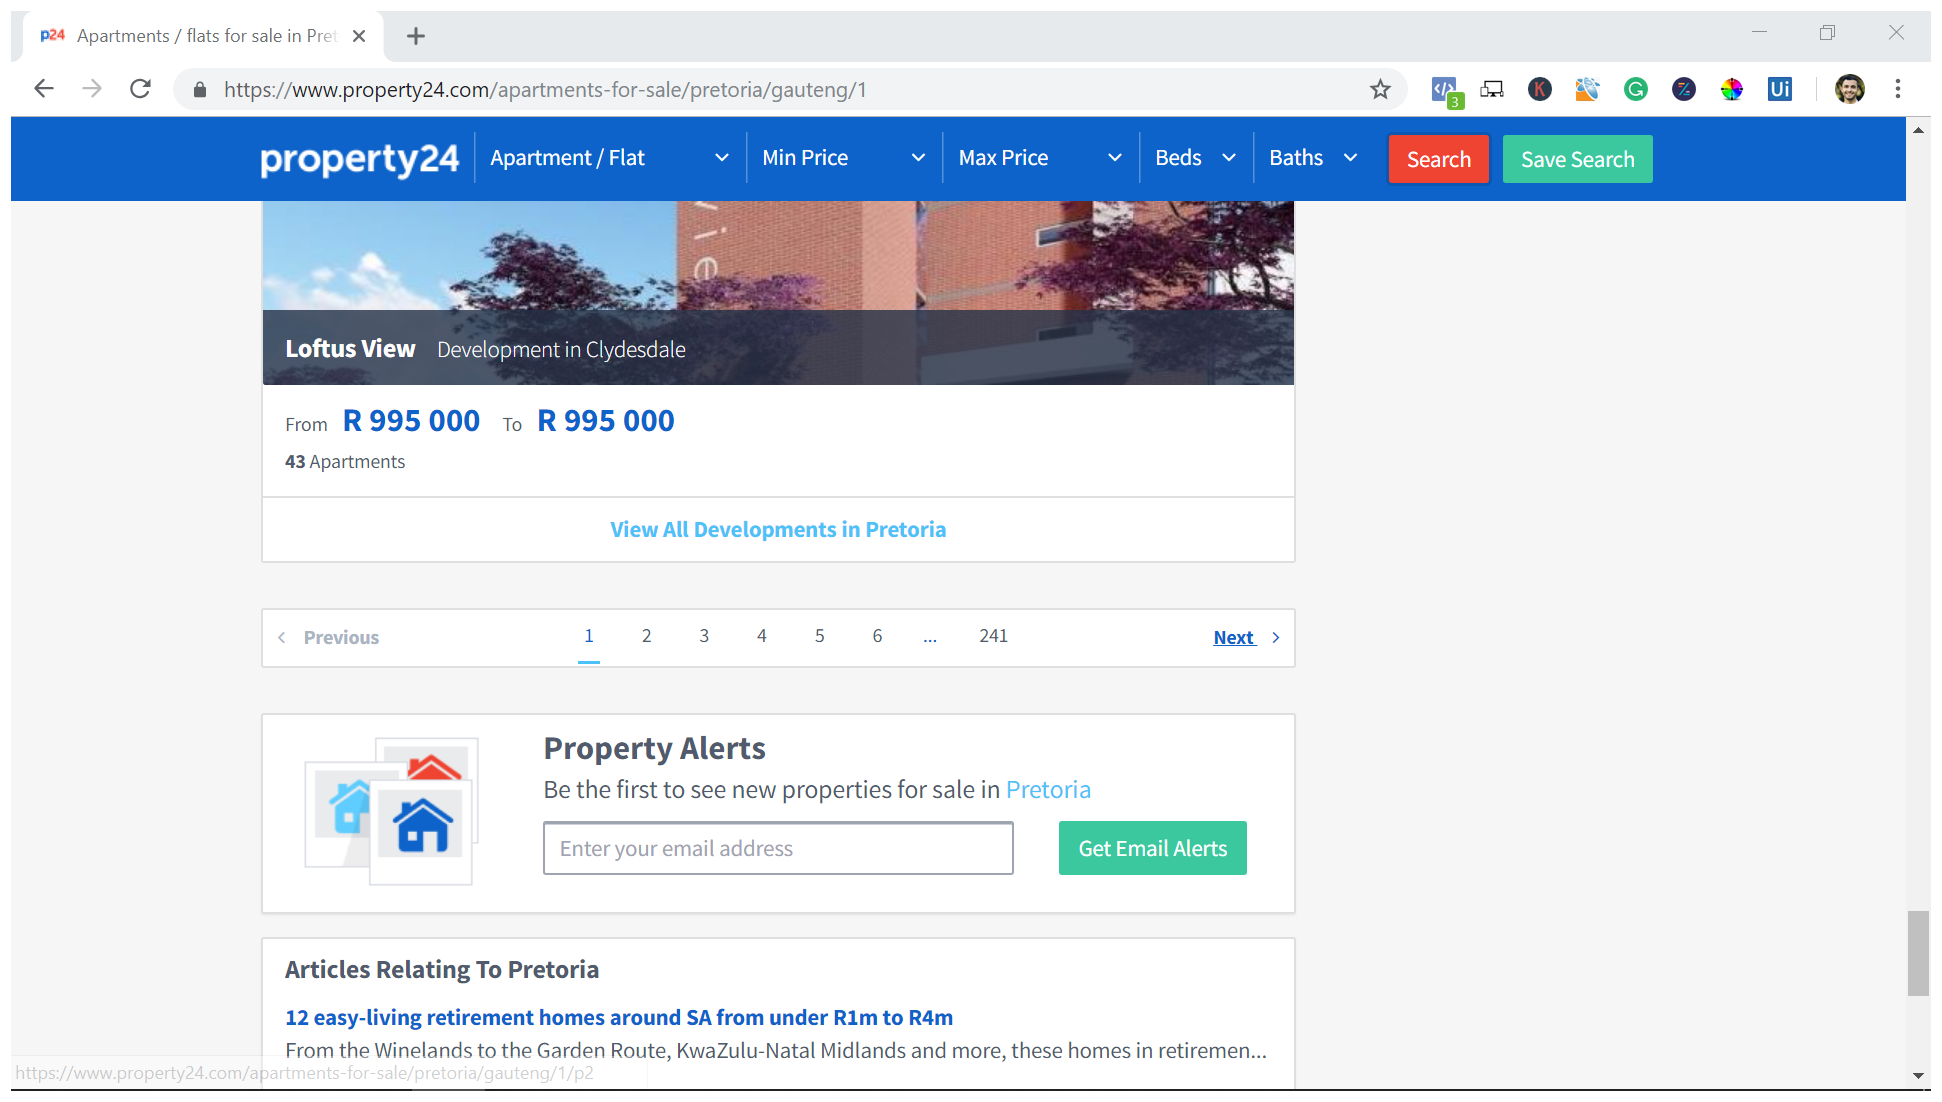 p24 Apartments / flats for sale in Pret
https://www.property24.com/apartments-for-sale/pretoria/gauteng/1
3
K
G
Ui
property24 Apartment / Flat Min Price Max Price Beds Baths Search Save Search
Vie
Loftus View Development in Clydesdale
From R 995 000 To R 995 000
43 Apartments
View All Developments in Pretoria
Previous 1 2 3 4 5 6 ... 241 Next
Property Alerts
Be the first to see new properties for sale in Pretoria
Enter your email address Get Email Alerts
Articles Relating To Pretoria
12 easy-living retirement homes around SA from under R1m to R4m
From the Winelands to the Garden Route, KwaZulu-Natal Midlands and more, these homes in retiremen...
https://www.property24.com/apartments-for-sale/pretoria/gauteng/1/p2